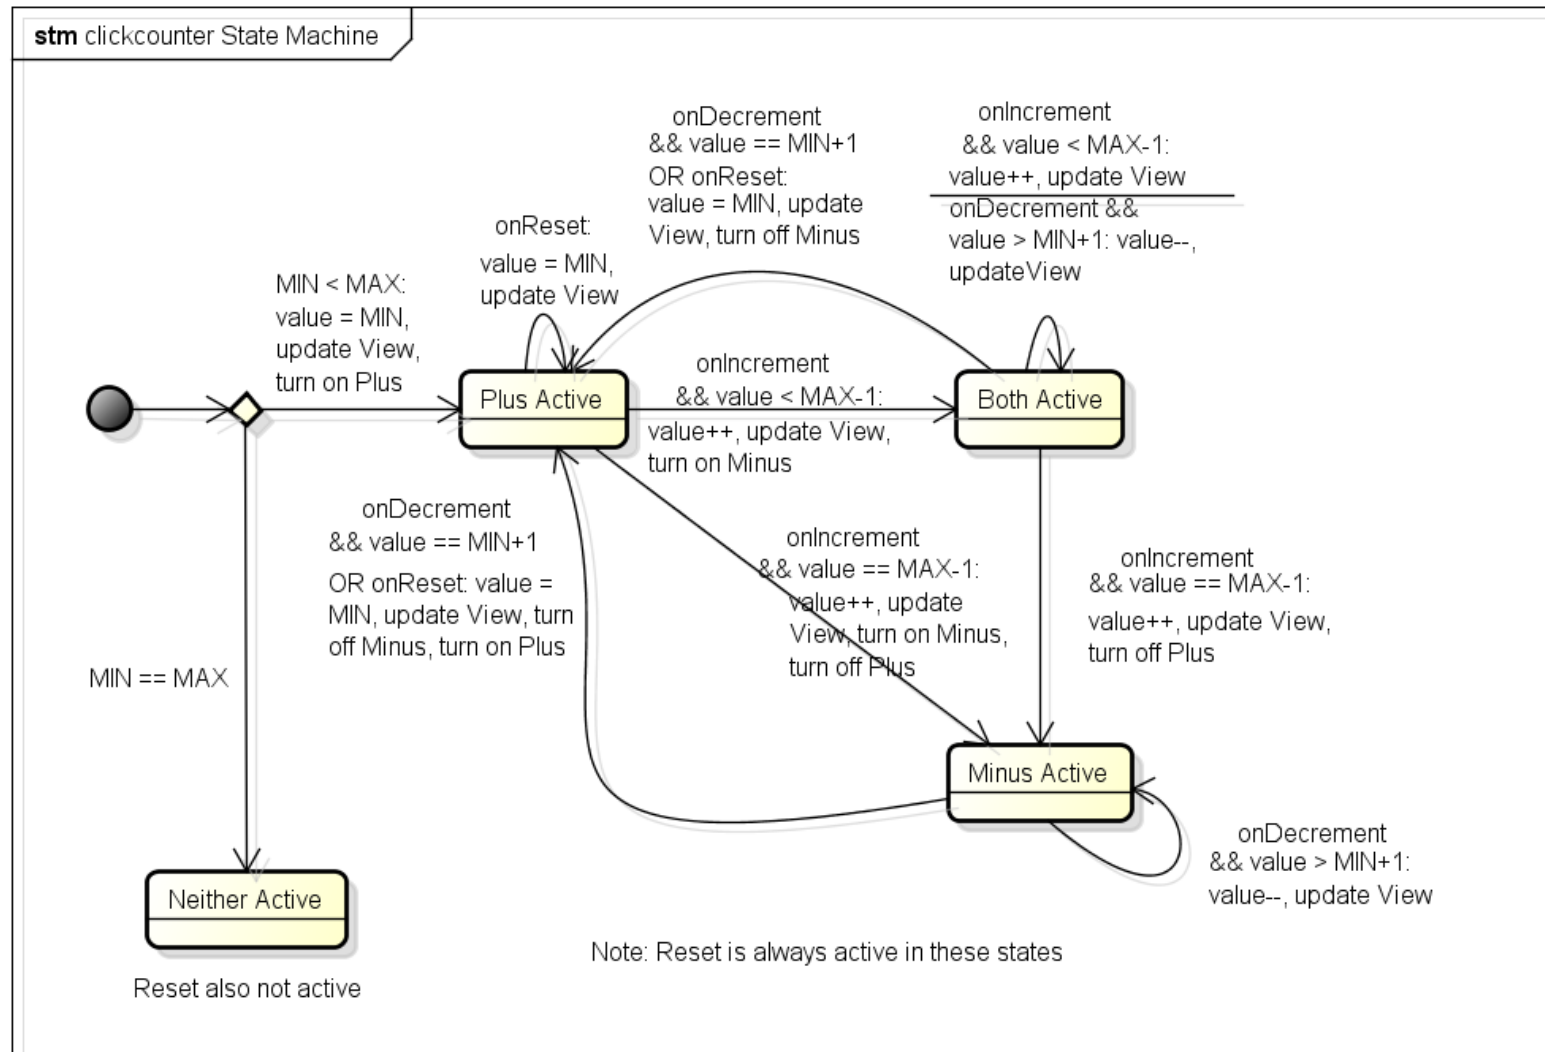 stm clickcounter State Machine
onDecrement
&& value == MIN+1
OR onReset:
value = MIN, update
View, turn off Minus
onIncrement
&& value < MAX-1:
value++, update View
onDecrement &&
value > MIN+1: value--,
updateView
onReset:
value = MIN,
update View
MIN < MAX:
value = MIN,
update View,
turn on Plus
Plus Active
onIncrement
&& value < MAX-1:
value++, update View,
turn on Minus
Both Active
onDecrement
&& value == MIN+1
OR onReset: value =
MIN, update View, turn
off Minus, turn on Plus
onIncrement
&& value == MAX-1:
value++, update
View, turn on Minus,
turn off Plus
onIncrement
&& value == MAX-1:
value++, update View,
turn off Plus
MIN == MAX
Minus Active
onDecrement
&& value > MIN+1:
value--, update View
Neither Active
Reset also not active
Note: Reset is always active in these states